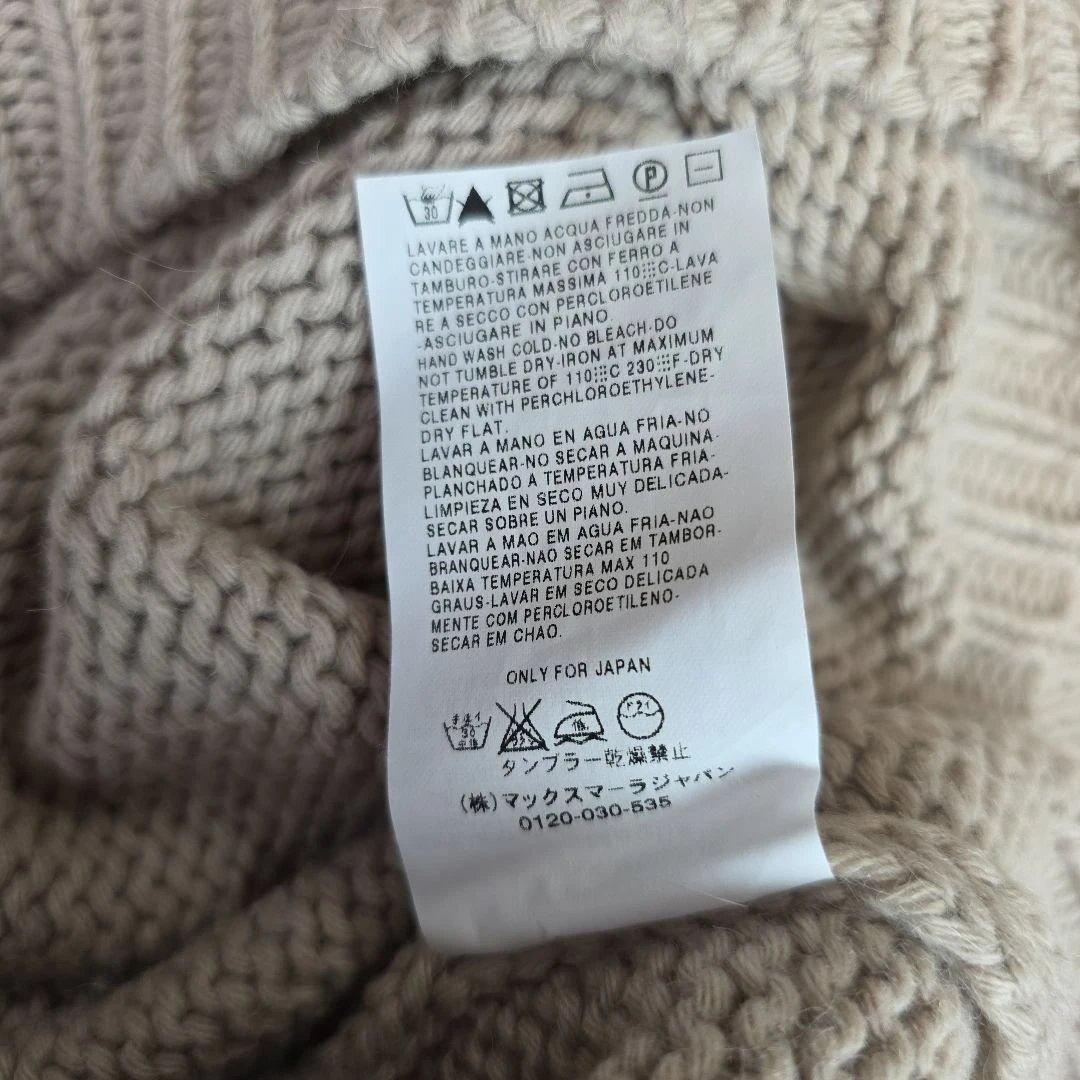 30
P
LAVARE A MANO ACQUA FREDDA-NON
CANDEGGIARE-NON ASCIUGARE IN
TAMBURO-STIRARE CON FERRO A
TEMPERATURA MASSIMA 110 C-LAVA
RE A SECCO CON PERCLOROETILENE
-ASCIUGARE IN PIANO.
HAND WASH COLD-NO BLEACH-DO
NOT TUMBLE DRY-IRON AT MAXIMUM
TEMPERATURE OF 110 C 230 F-DRY
CLEAN WITH PERCHLOROETHYLENE-
DRY FLAT.
LAVAR A MANO EN AGUA FRIA-NO
BLANQUEAR-NO SECAR A MAQUINA-
PLANCHADO A TEMPERATURA FRIA-
LIMPIEZA EN SECO MUY DELICADA-
SECAR SOBRE UN PIANO.
LAVAR A MAO EM AGUA FRIA-NAO
BRANQUEAR-NAO SECAR EM TAMBOR-
BAIXA TEMPERATURA MAX 110
GRAUS-LAVAR EM SECO DELICADA
MENTE COM PERCLOROETILENO-
SECAR EM CHAO.
ONLY FOR JAPAN
30 低 ドライ
タンブラー乾燥禁止
(株)マックスマーラジャパン
0120-030-535